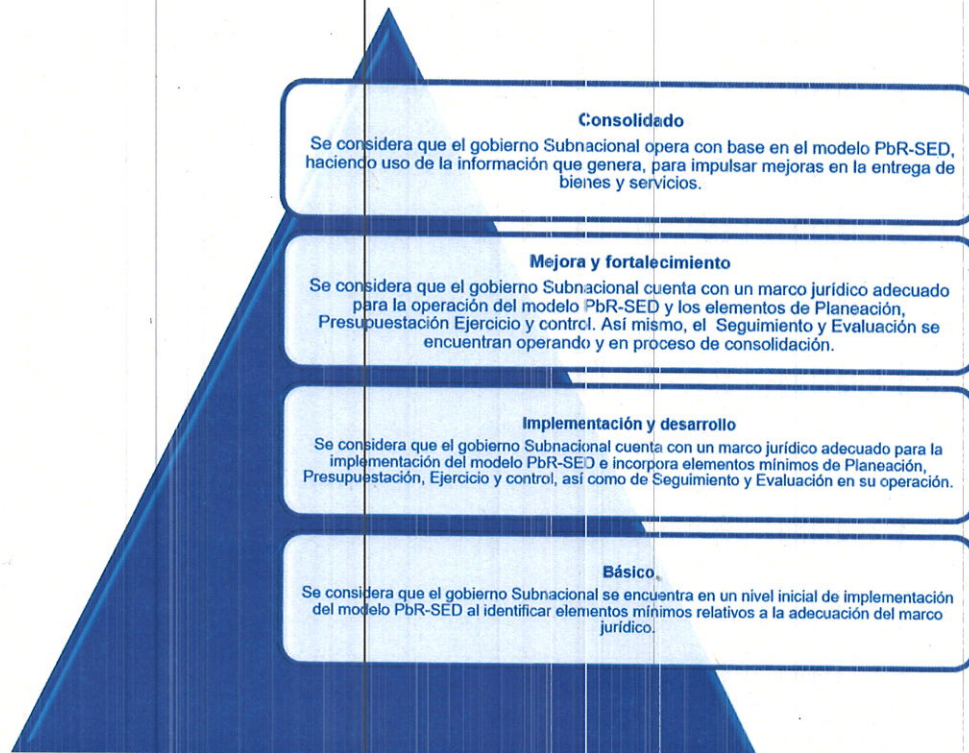 Consolidado
Se considera que el gobierno Subnacional opera con base en el modelo PbR-SED,
haciendo uso de la información que genera, para impulsar mejoras en la entrega de
bienes y servicios.
Mejora y fortalecimiento
Se considera que el gobierno Subnacional cuenta con un marco jurídico adecuado
para la operación del modelo PbR-SED y los elementos de Planeación,
Presupuestación Ejercicio y control. Así mismo, el Seguimiento y Evaluación se
encuentran operando y en proceso de consolidación.
Implementación y desarrollo
Se considera que el gobierno Subnacional cuenta con un marco jurídico adecuado para la
implementación del modelo PbR-SED e incorpora elementos mínimos de Planeación,
Presupuestación, Ejercicio y control, así como de Seguimiento y Evaluación en su operación.
Básico
Se considera que el gobierno Subnacional se encuentra en un nivel inicial de implementación
del modelo PbR-SED al identificar elementos mínimos relativos a la adecuación del marco
jurídico.